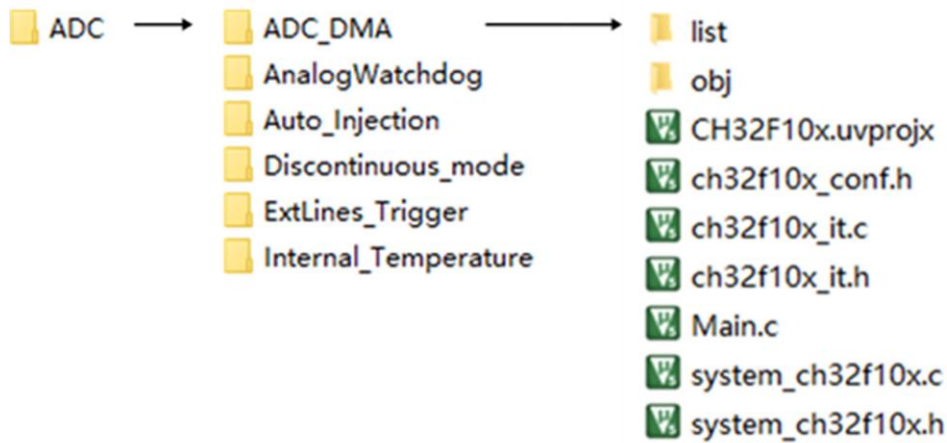 ADC
ADC_DMA
AnalogWatchdog
Auto_Injection
Discontinuous_mode
ExtLines_Trigger
Internal_Temperature
list
obj
CH32F10x.uvprojx
ch32f10x_conf.h
ch32f10x_it.c
ch32f10x_it.h
Main.c
system_ch32f10x.c
system_ch32f10x.h